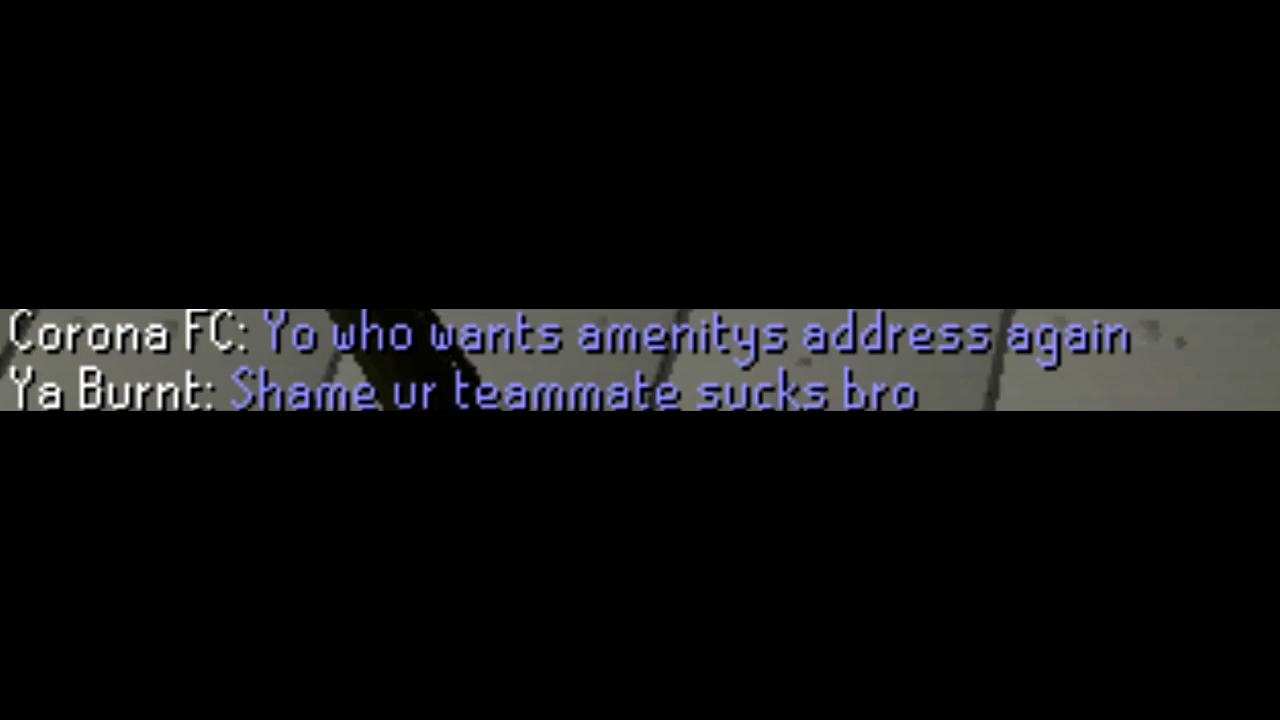 Corona FC: Yo who wants amenitys address again
Ya Burnt: Shame ur teammate sucks bro